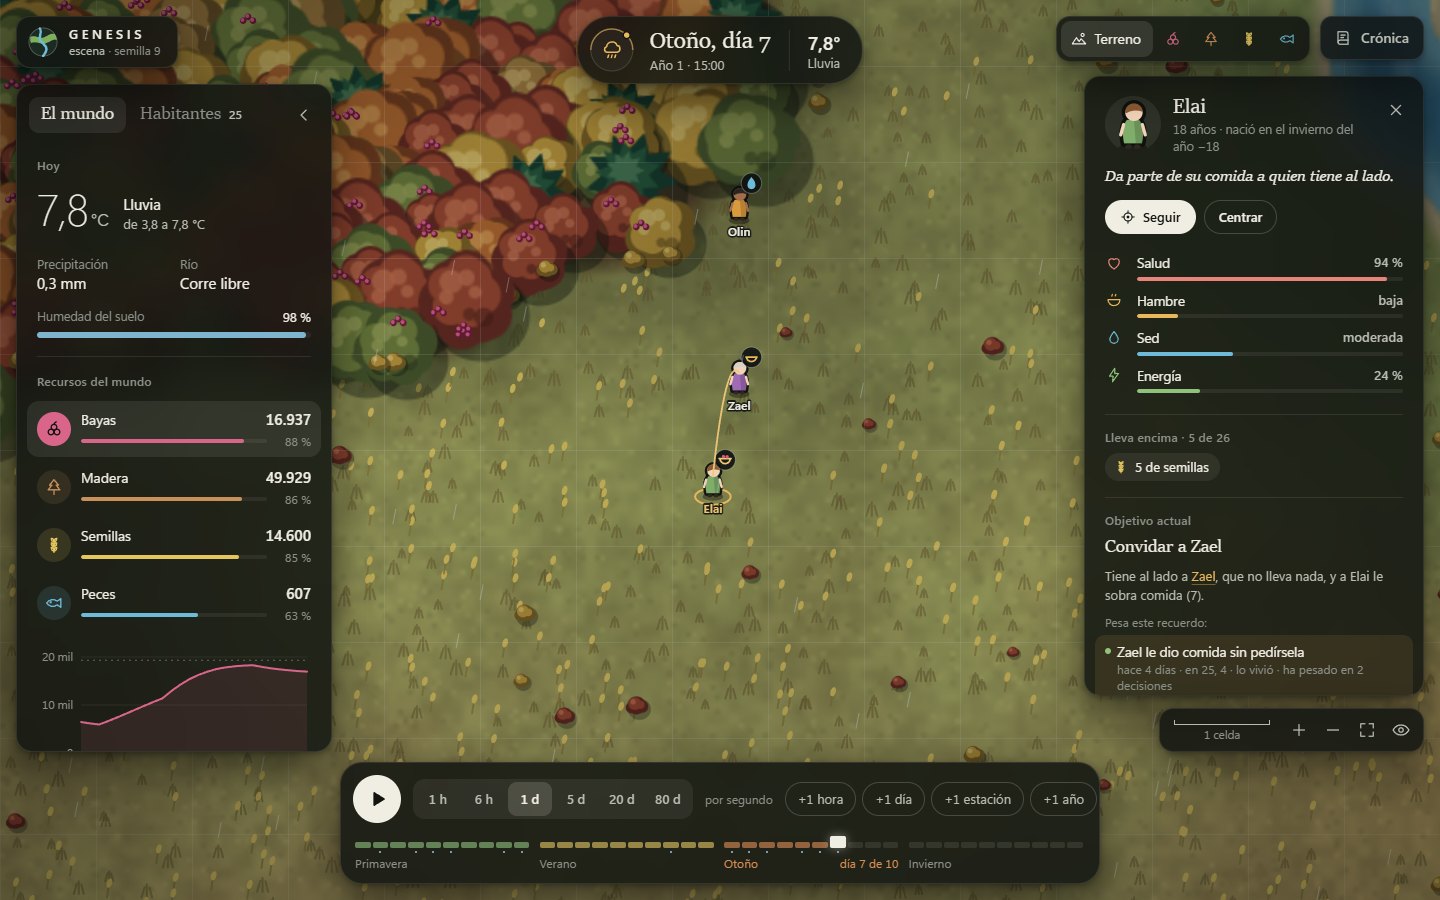 GENESIS
escena · semilla 9
Otoño, día 7
Año 1 · 15:00
7,8°
Lluvia
Terreno
Crónica
El mundo
Habitantes 25
Hoy
7,8 °C
Lluvia
de 3,8 a 7,8 °C
Precipitación
0,3 mm
Río
Corre libre
Humedad del suelo
98 %
Recursos del mundo
Bayas
16.937
88 %
Madera
49.929
86 %
Semillas
14.600
85 %
Peces
607
63 %
20 mil
10 mil
Olin
Zael
Elai
Elai
18 años · nació en el invierno del
año −18
Da parte de su comida a quien tiene al lado.
Seguir
Centrar
Salud
94 %
Hambre
baja
Sed
moderada
Energía
24 %
Lleva encima · 5 de 26
5 de semillas
Objetivo actual
Convidar a Zael
Tiene al lado a Zael, que no lleva nada, y a Elai le
sobra comida (7).
Pesa este recuerdo:
Zael le dio comida sin pedírsela
hace 4 días · en 25, 4 · lo vivió · ha pesado en 2
decisiones
1 celda
1 h
6 h
1 d
5 d
20 d
80 d
por segundo
+1 hora
+1 día
+1 estación
+1 año
Primavera
Verano
Otoño
día 7 de 10
Invierno